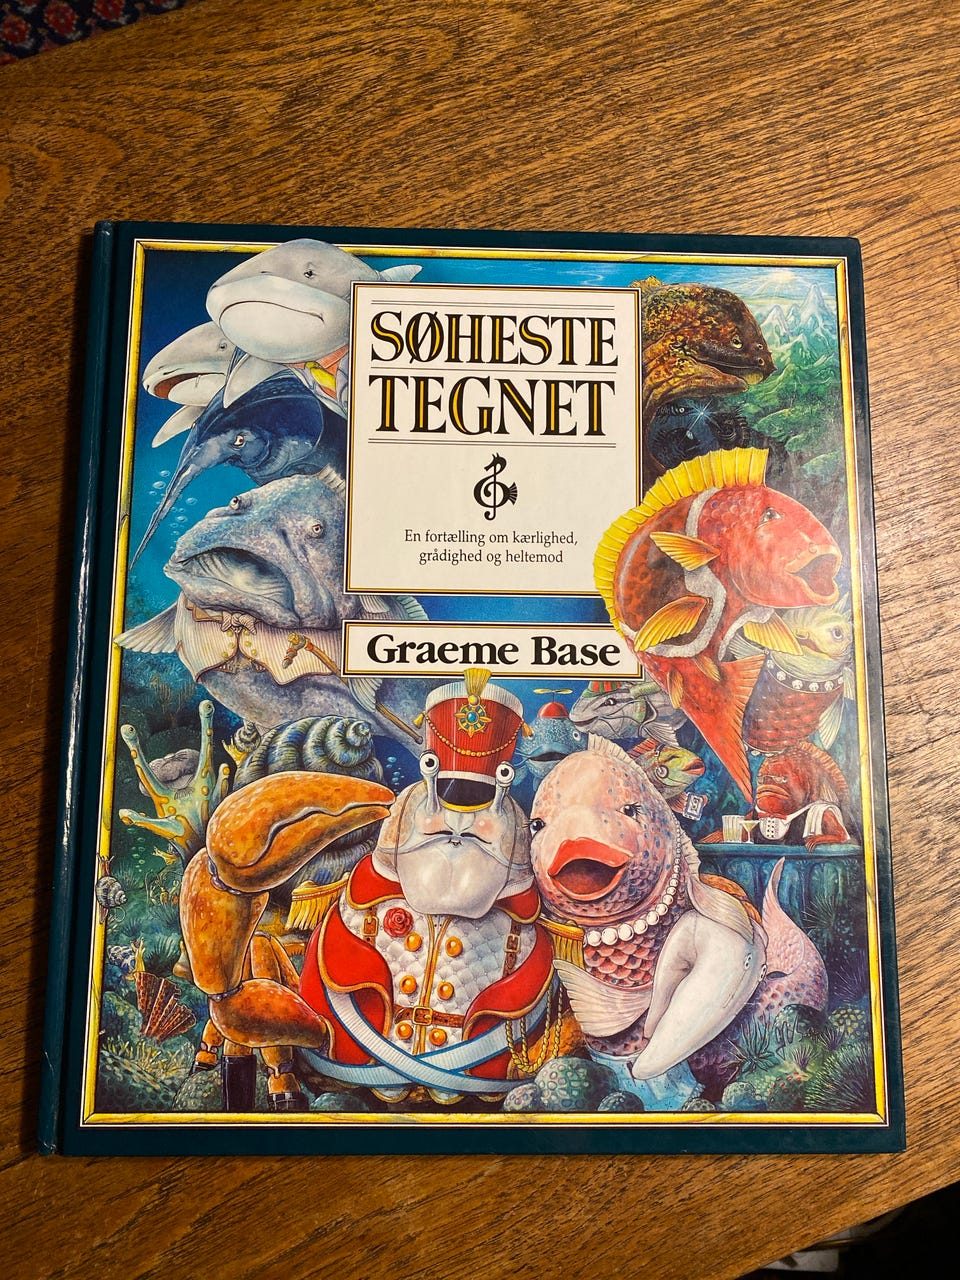 SØHESTE
TEGNET
En fortælling om kærlighed,
grådighed og heltemod
Graeme Base